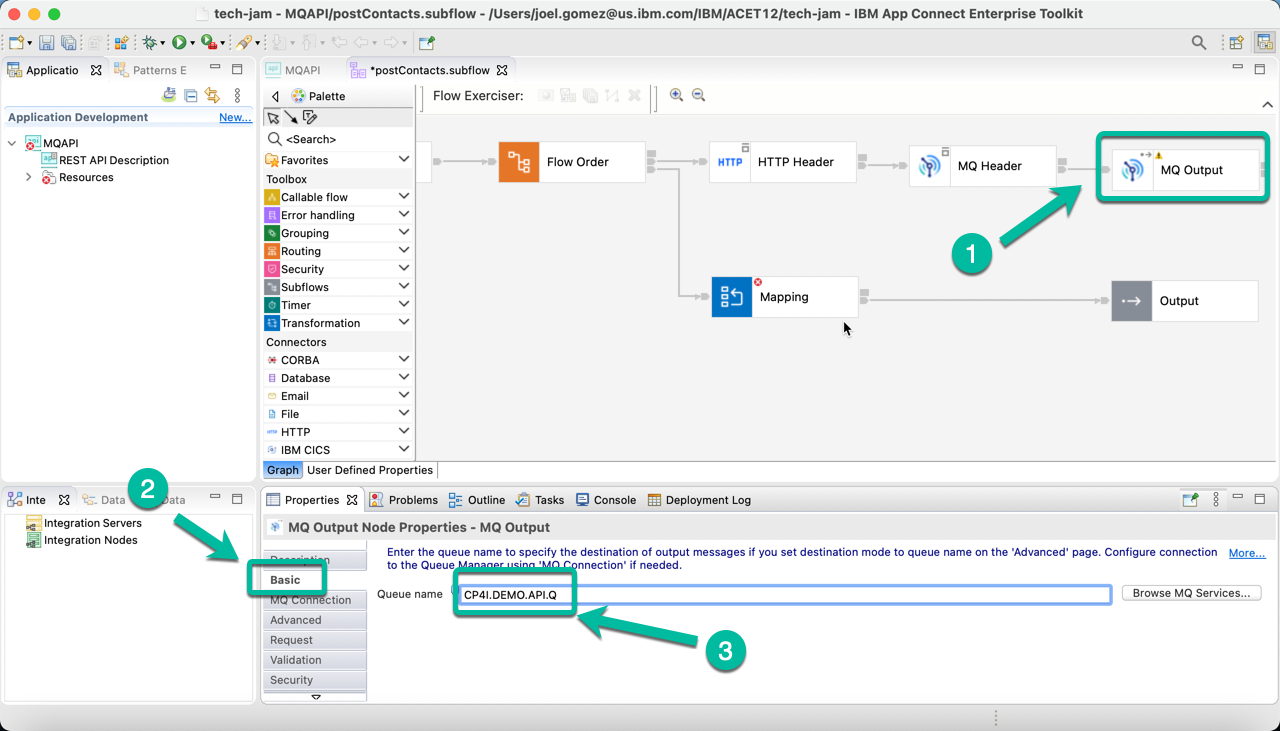 tech-jam - MQAPI/postContacts.subflow - /Users/joel.gomez@us.ibm.com/IBM/ACET12/tech-jam - IBM App Connect Enterprise Toolkit
Applicatio
Patterns E
MQAPI
*postContacts.subflow
Palette
Flow Exerciser:
Application Development
New...
MQAPI
REST API Description
Resources
<Search>
Favorites
Toolbox
Callable flow
Error handling
Grouping
Routing
Security
Subflows
Timer
Transformation
Connectors
CORBA
Database
Email
File
HTTP
IBM CICS
Flow Order
HTTP
HTTP Header
MQ Header
MQ Output
1
Mapping
Output
Graph
User Defined Properties
Inte
Data
Data
2
Integration Servers
Integration Nodes
Properties
Problems
Outline
Tasks
Console
Deployment Log
MQ Output Node Properties - MQ Output
Description
Basic
MQ Connection
Advanced
Request
Validation
Security
Enter the queue name to specify the destination of output messages if you set destination mode to queue name on the 'Advanced' page. Configure connection
to the Queue Manager using 'MQ Connection' if needed.
More...
Queue name
CP4I.DEMO.API.Q
Browse MQ Services...
3